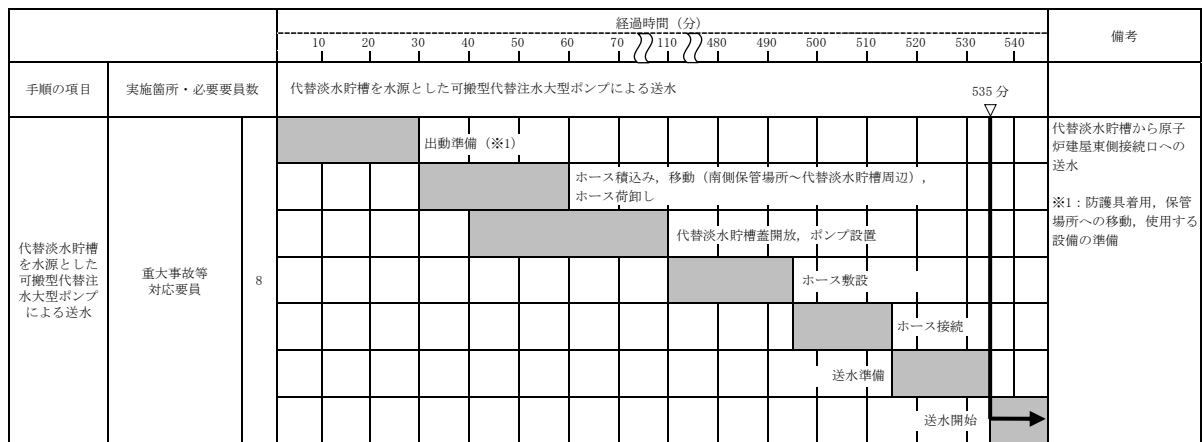 経過時間（分）
備考
10 20 30 40 50 60 70 110 480 490 500 510 520 530 540
手順の項目
実施箇所・必要要員数
代替淡水貯槽を水源とした可搬型代替注水大型ポンプによる送水
535 分
代替淡水貯槽
を水源とした
可搬型代替注
水大型ポンプ
による送水
重大事故等
対応要員
8
出動準備（※1）
ホース積込み，移動（南側保管場所～代替淡水貯槽周辺），
ホース荷卸し
代替淡水貯槽蓋開放，ポンプ設置
ホース敷設
ホース接続
送水準備
送水開始
代替淡水貯槽から原子
炉建屋東側接続口への
送水
※1：防護具着用，保管
場所への移動，使用する
設備の準備